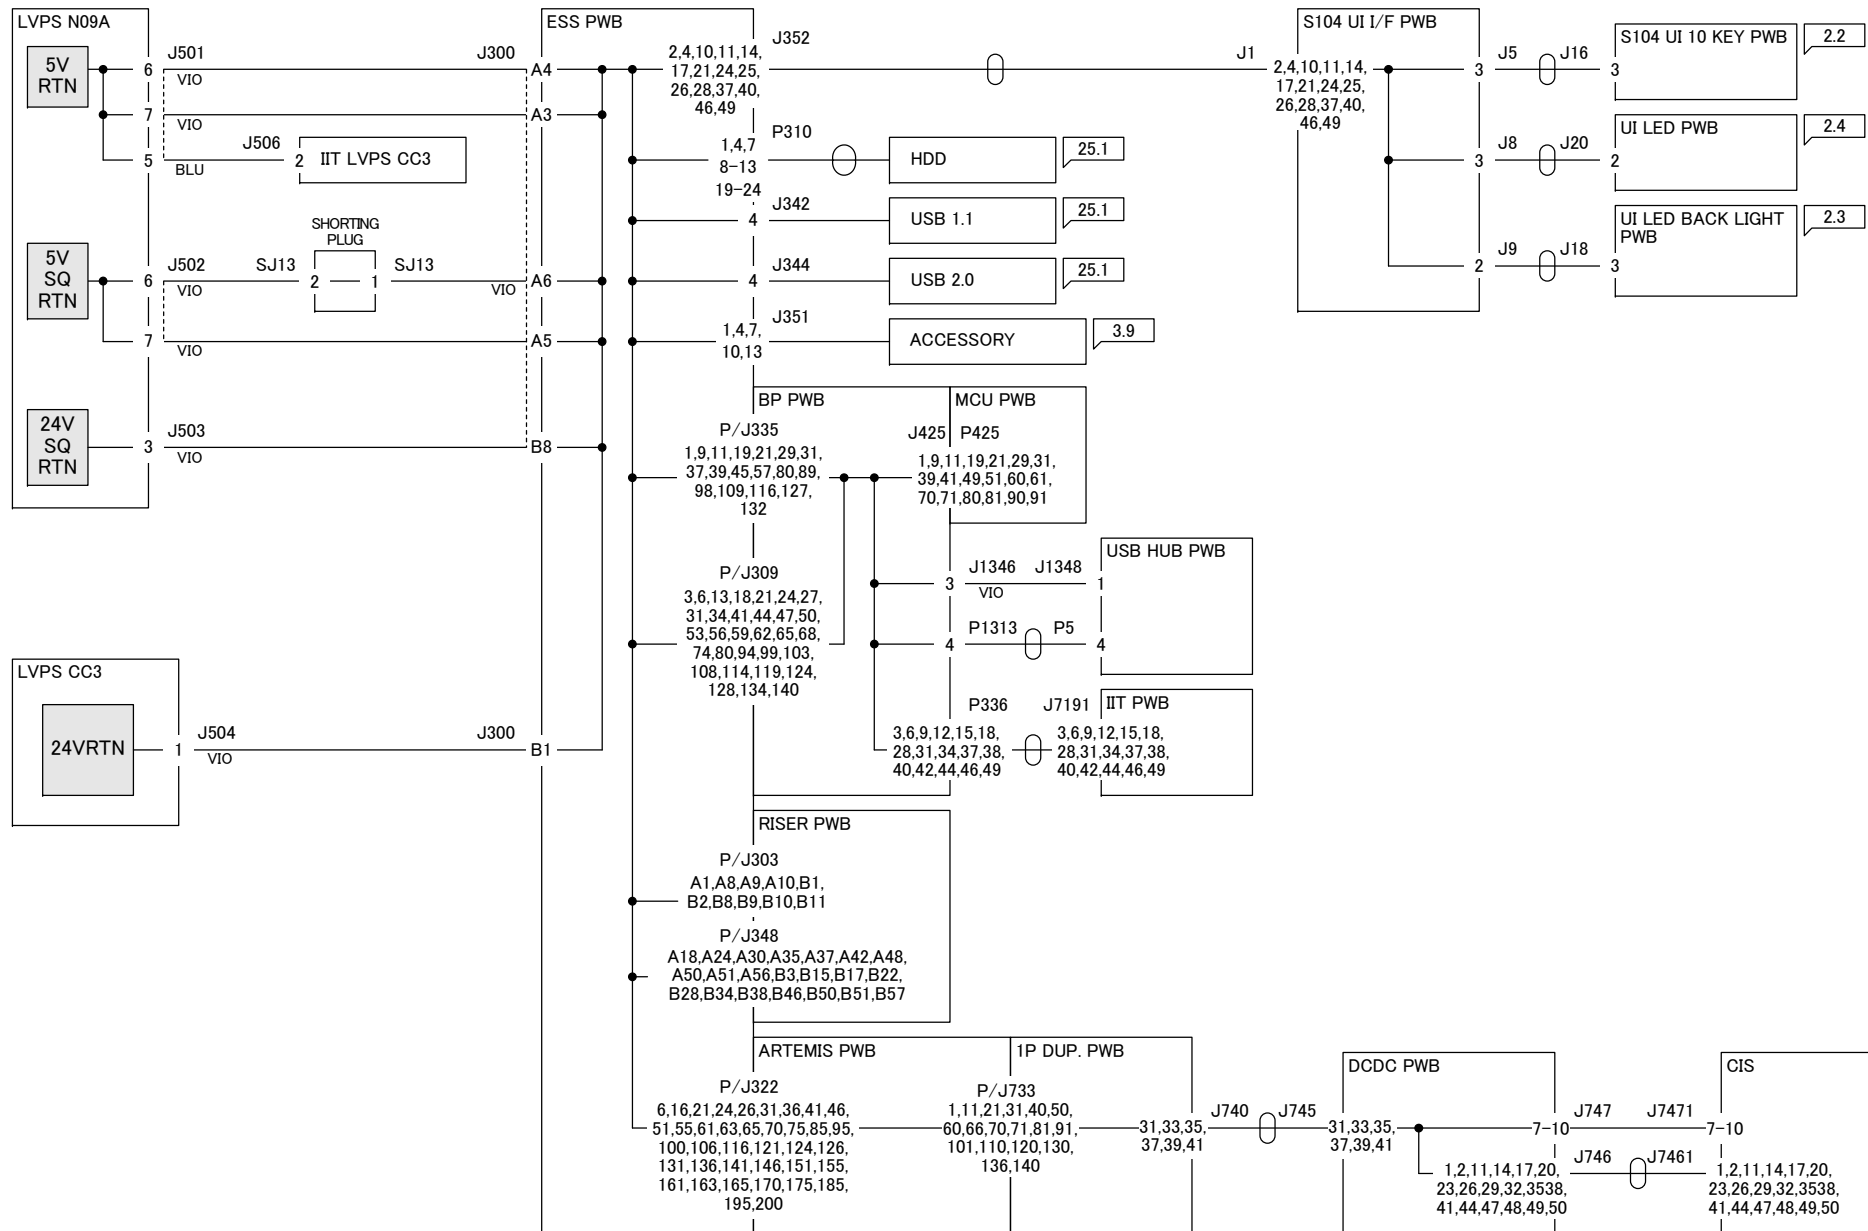 LVPS N09A
5V
RTN
6
J501
VIO
J300
A4
7
VIO
A3
5
BLU
J506
2
IIT LVPS CC3
5V
SQ
RTN
6
J502
VIO
SJ13
SHORTING
PLUG
2
1
SJ13
VIO
A6
7
VIO
A5
24V
SQ
RTN
3
J503
VIO
B8
LVPS CC3
24VRTN
1
J504
VIO
J300
B1
ESS PWB
2,4,10,11,14,
17,21,24,25,
26,28,37,40,
46,49
J352
J1
1,4,7
8-13
19-24
P310
HDD
25.1
4
J342
USB 1.1
25.1
4
J344
USB 2.0
25.1
1,4,7,
10,13
J351
ACCESSORY
3.9
S104 UI I/F PWB
2,4,10,11,14,
17,21,24,25,
26,28,37,40,
46,49
3
J5
J16
3
S104 UI 10 KEY PWB
2.2
3
J8
J20
2
UI LED PWB
2.4
2
J9
J18
3
UI LED BACK LIGHT
PWB
2.3
BP PWB
P/J335
1,9,11,19,21,29,31,
37,39,45,57,80,89,
98,109,116,127,
132
MCU PWB
J425
P425
1,9,11,19,21,29,31,
39,41,49,51,60,61,
70,71,80,81,90,91
P/J309
3,6,13,18,21,24,27,
31,34,41,44,47,50,
53,56,59,62,65,68,
74,80,94,99,103,
108,114,119,124,
128,134,140
3
J1346
VIO
J1348
1
USB HUB PWB
4
P1313
P5
4
P336
3,6,9,12,15,18,
28,31,34,37,38,
40,42,44,46,49
J7191
IIT PWB
3,6,9,12,15,18,
28,31,34,37,38,
40,42,44,46,49
RISER PWB
P/J303
A1,A8,A9,A10,B1,
B2,B8,B9,B10,B11
P/J348
A18,A24,A30,A35,A37,A42,A48,
A50,A51,A56,B3,B15,B17,B22,
B28,B34,B38,B46,B50,B51,B57
ARTEMIS PWB
P/J322
6,16,21,24,26,31,36,41,46,
51,55,61,63,65,70,75,85,95,
100,106,116,121,124,126,
131,136,141,146,151,155,
161,163,165,170,175,185,
195,200
1P DUP. PWB
P/J733
1,11,21,31,40,50,
60,66,70,71,81,91,
101,110,120,130,
136,140
31,33,35,
37,39,41
J740
J745
DCDC PWB
31,33,35,
37,39,41
7-10
J747
J7471
7-10
CIS
1,2,11,14,17,20,
23,26,29,32,3538,
41,44,47,48,49,50
J746
J7461
1,2,11,14,17,20,
23,26,29,32,3538,
41,44,47,48,49,50